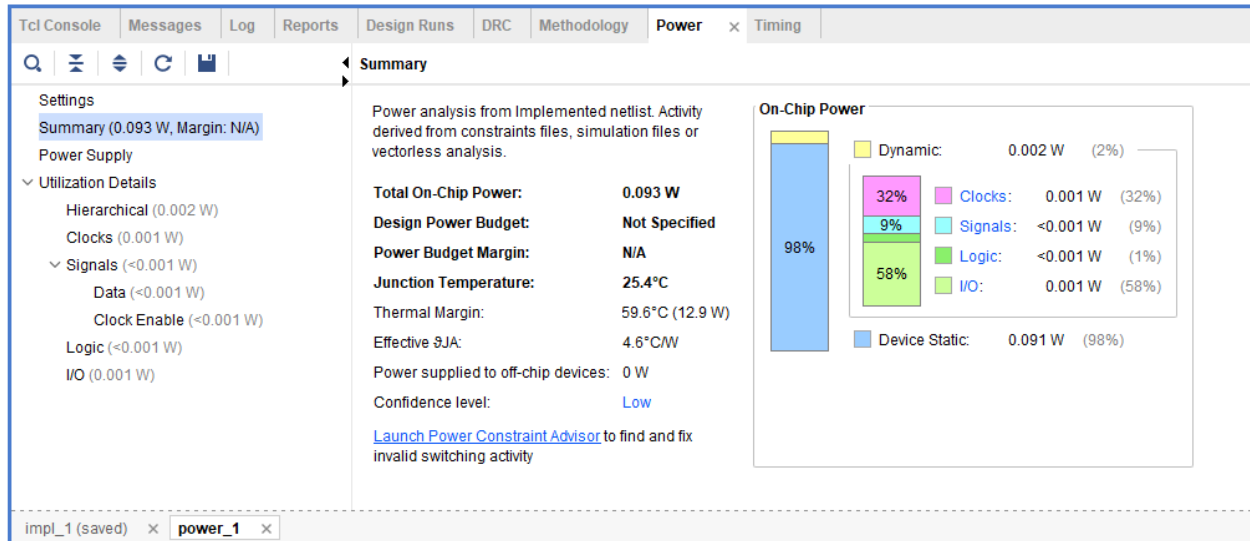 Tcl Console Messages Log Reports Design Runs DRC Methodology Power × Timing
Summary
Settings
Summary (0.093 W, Margin: N/A)
Power Supply
Utilization Details
Hierarchical (0.002 W)
Clocks (0.001 W)
Signals (<0.001 W)
Data (<0.001 W)
Clock Enable (<0.001 W)
Logic (<0.001 W)
I/O (0.001 W)
Power analysis from Implemented netlist. Activity
derived from constraints files, simulation files or
vectorless analysis.
Total On-Chip Power: 0.093 W
Design Power Budget: Not Specified
Power Budget Margin: N/A
Junction Temperature: 25.4°C
Thermal Margin: 59.6°C (12.9 W)
Effective ϑJA: 4.6°C/W
Power supplied to off-chip devices: 0 W
Confidence level: Low
Launch Power Constraint Advisor to find and fix
invalid switching activity
On-Chip Power
98%
Dynamic: 0.002 W (2%)
32%
9%
58%
Clocks: 0.001 W (32%)
Signals: <0.001 W (9%)
Logic: <0.001 W (1%)
I/O: 0.001 W (58%)
Device Static: 0.091 W (98%)
impl_1 (saved) × power_1 ×